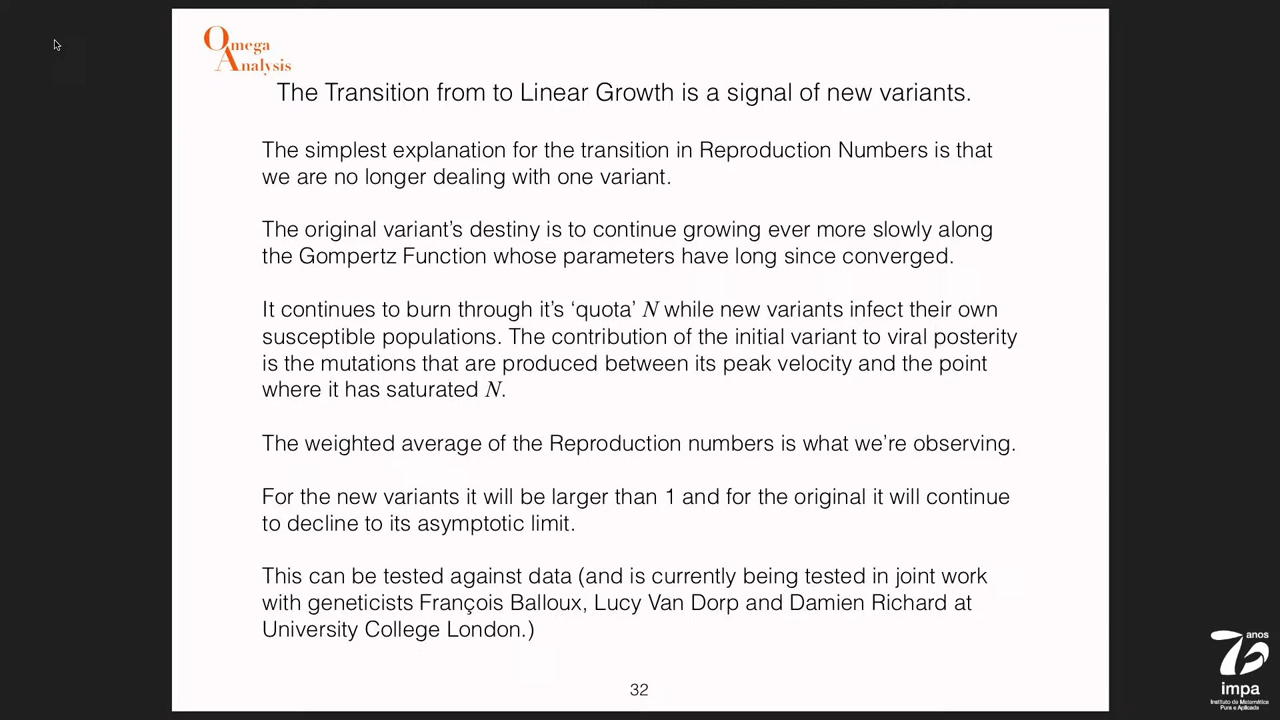 Omega
Analysis
The Transition from to Linear Growth is a signal of new variants.
The simplest explanation for the transition in Reproduction Numbers is that
we are no longer dealing with one variant.
The original variant’s destiny is to continue growing ever more slowly along
the Gompertz Function whose parameters have long since converged.
It continues to burn through it’s ‘quota’ N while new variants infect their own
susceptible populations. The contribution of the initial variant to viral posterity
is the mutations that are produced between its peak velocity and the point
where it has saturated N.
The weighted average of the Reproduction numbers is what we’re observing.
For the new variants it will be larger than 1 and for the original it will continue
to decline to its asymptotic limit.
This can be tested against data (and is currently being tested in joint work
with geneticists François Balloux, Lucy Van Dorp and Damien Richard at
University College London.)
32
anos
impa
Instituto de Matemática
Pura e Aplicada